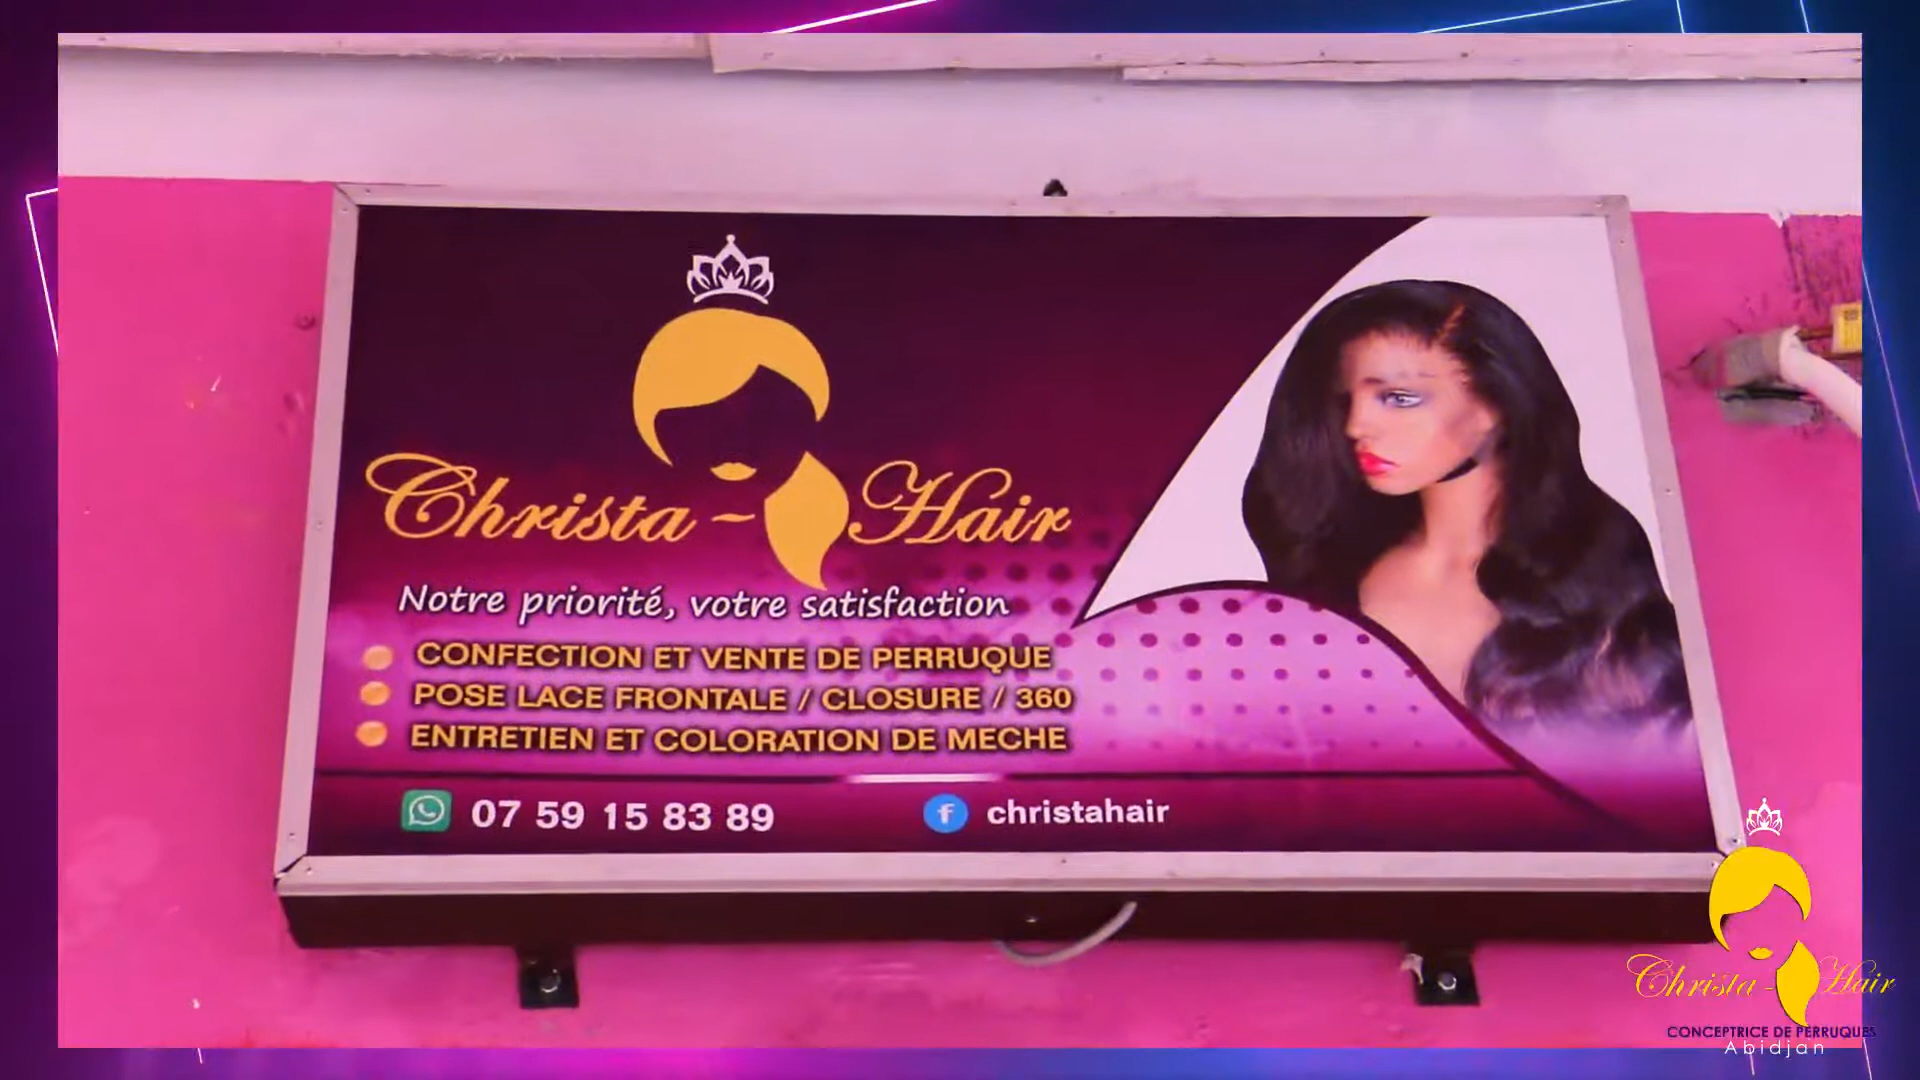 Christa - Hair
Notre priorité, votre satisfaction
CONFECTION ET VENTE DE PERRUQUE
POSE LACE FRONTALE / CLOSURE / 360
ENTRETIEN ET COLORATION DE MECHE
07 59 15 83 89
christahair
Christa - Hair
CONCEPTRICE DE PERRUQUES
Abidjan